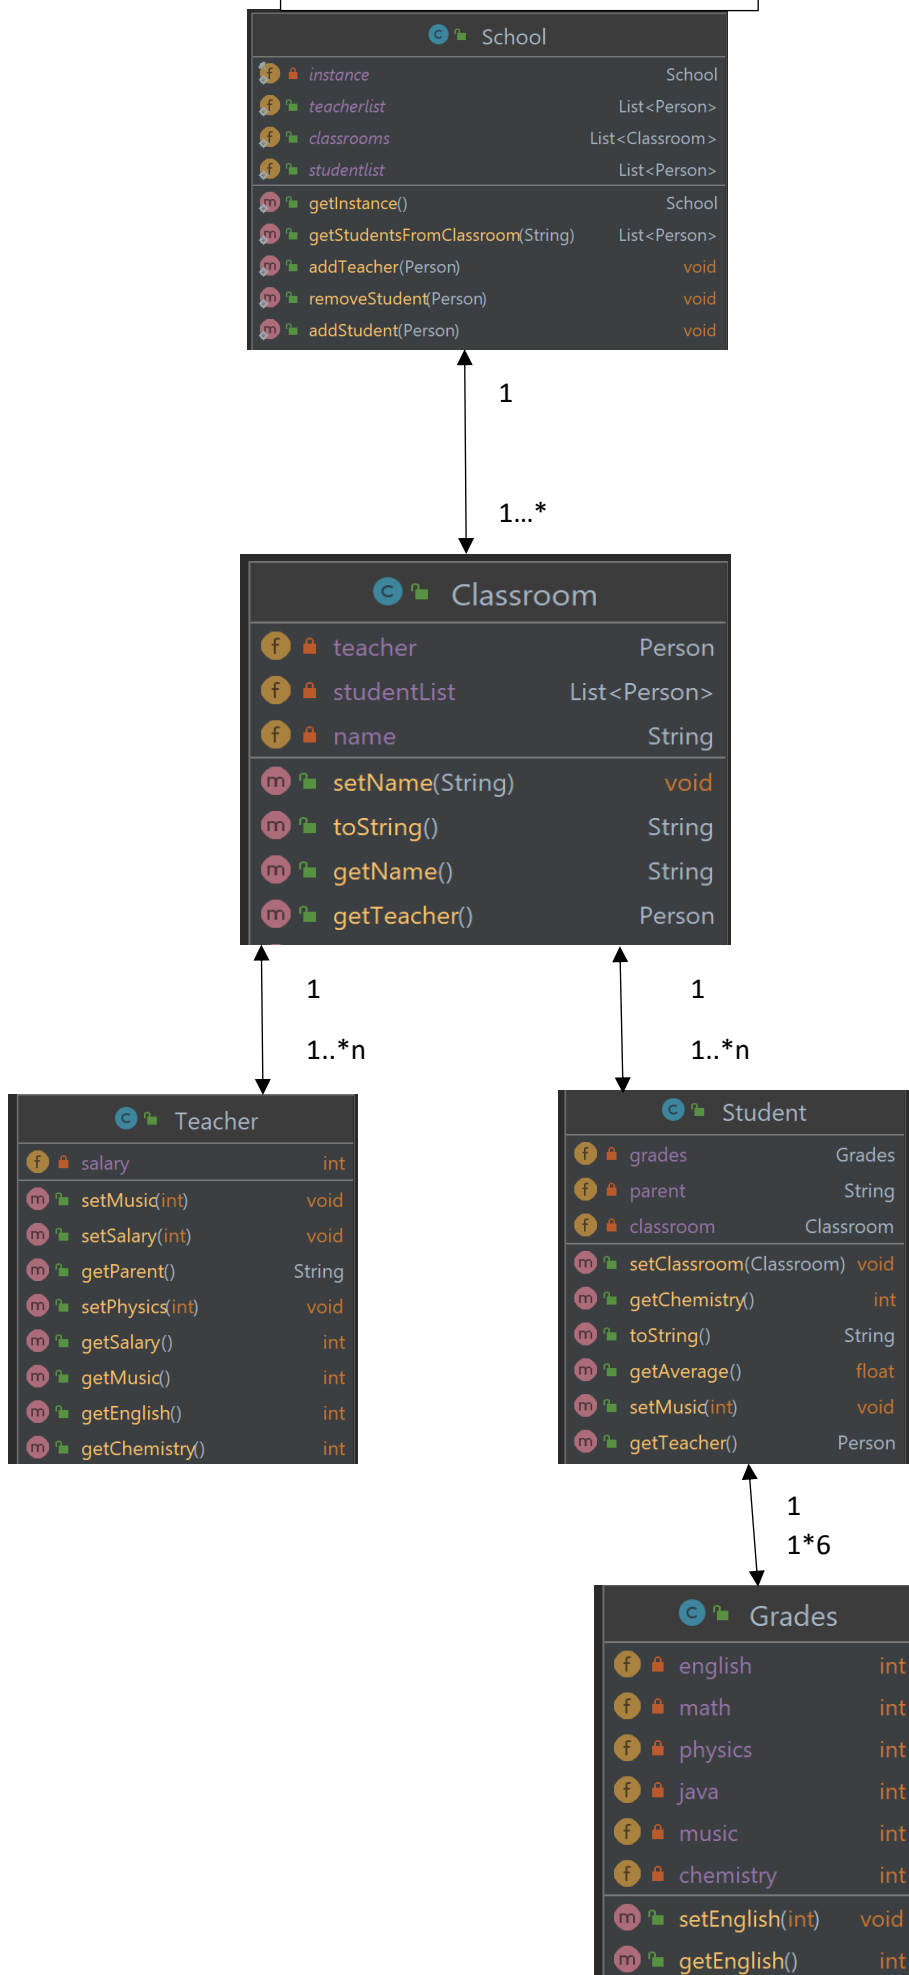 School
instance School
teacherlist List<Person>
classrooms List<Classroom>
studentlist List<Person>
getInstance() School
getStudentsFromClassroom(String) List<Person>
addTeacher(Person) void
removeStudent(Person) void
addStudent(Person) void
1
1...*
Classroom
teacher Person
studentList List<Person>
name String
setName(String) void
toString() String
getName() String
getTeacher() Person
1
1..*n
1
1..*n
Teacher
salary int
setMusic(int) void
setSalary(int) void
getParent() String
setPhysics(int) void
getSalary() int
getMusic() int
getEnglish() int
getChemistry() int
Student
grades Grades
parent String
classroom Classroom
setClassroom(Classroom) void
getChemistry() int
toString() String
getAverage() float
setMusic(int) void
getTeacher() Person
1
1*6
Grades
english int
math int
physics int
java int
music int
chemistry int
setEnglish(int) void
getEnglish() int